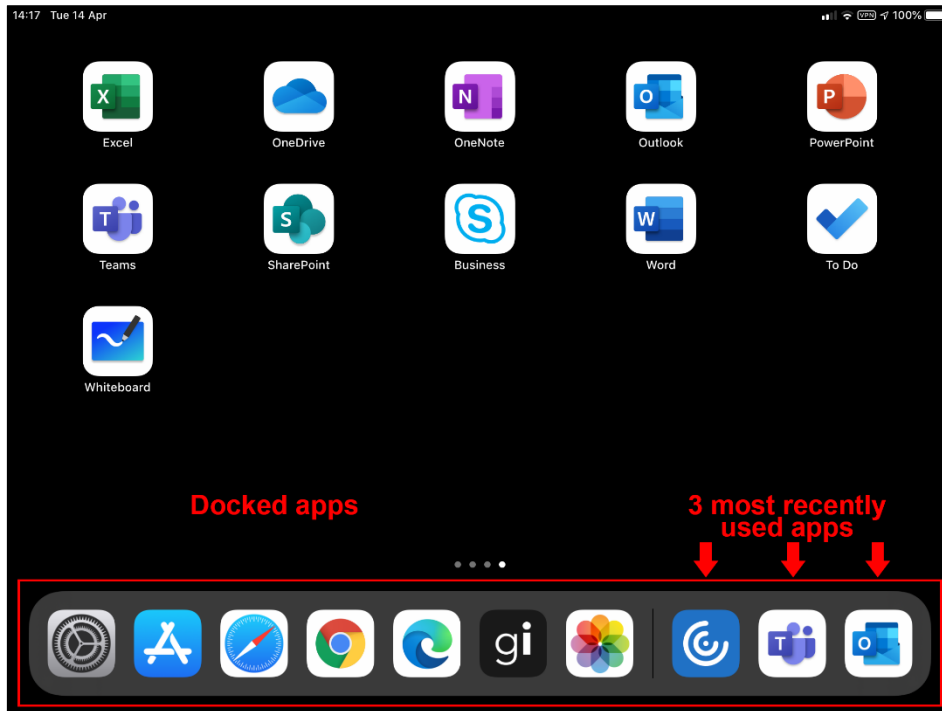 14:17 Tue 14 Apr VPN 100%
X N O P
Excel OneDrive OneNote Outlook PowerPoint
T S S W
Teams SharePoint Business Word To Do
Whiteboard
Docked apps
3 most recently
used apps
gi T O